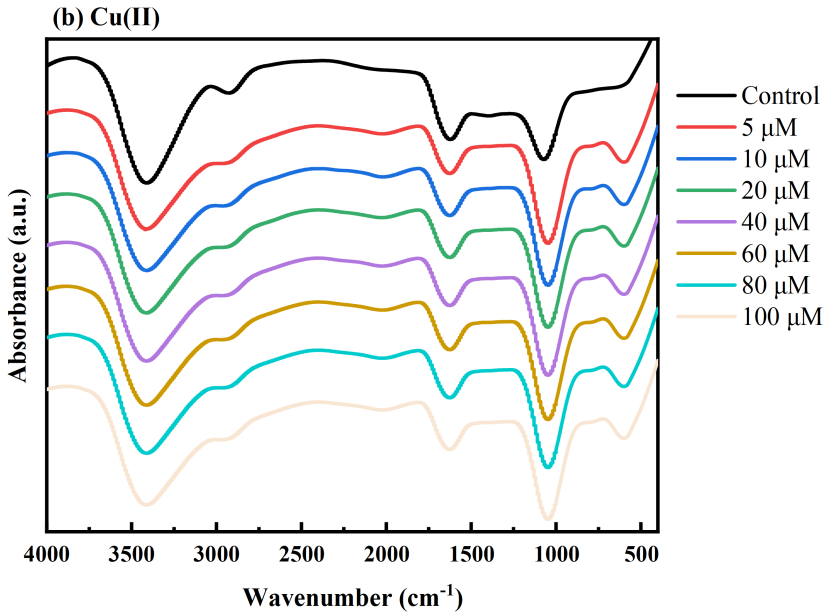 (b) Cu(II)
Absorbance (a.u.)
Control
5 μM
10 μM
20 μM
40 μM
60 μM
80 μM
100 μM
4000 3500 3000 2500 2000 1500 1000 500
Wavenumber (cm-1)